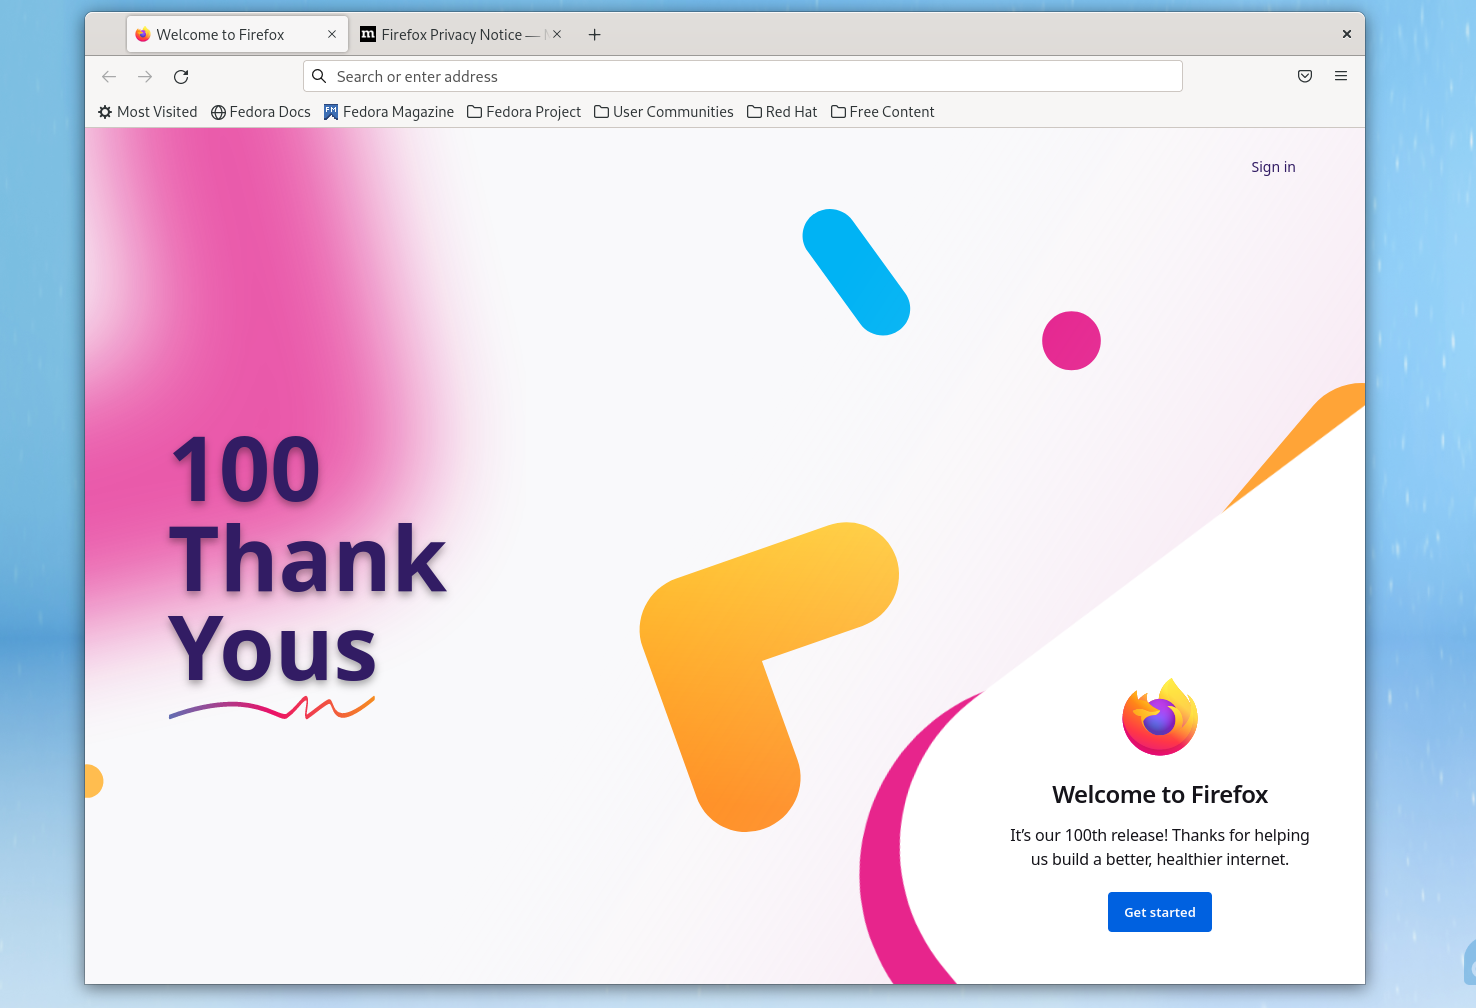 Welcome to Firefox
Firefox Privacy Notice —
Search or enter address
Most Visited
Fedora Docs
FM
Fedora Magazine
Fedora Project
User Communities
Red Hat
Free Content
Sign in
100
Thank
Yous
Welcome to Firefox
It’s our 100th release! Thanks for helping
us build a better, healthier internet.
Get started